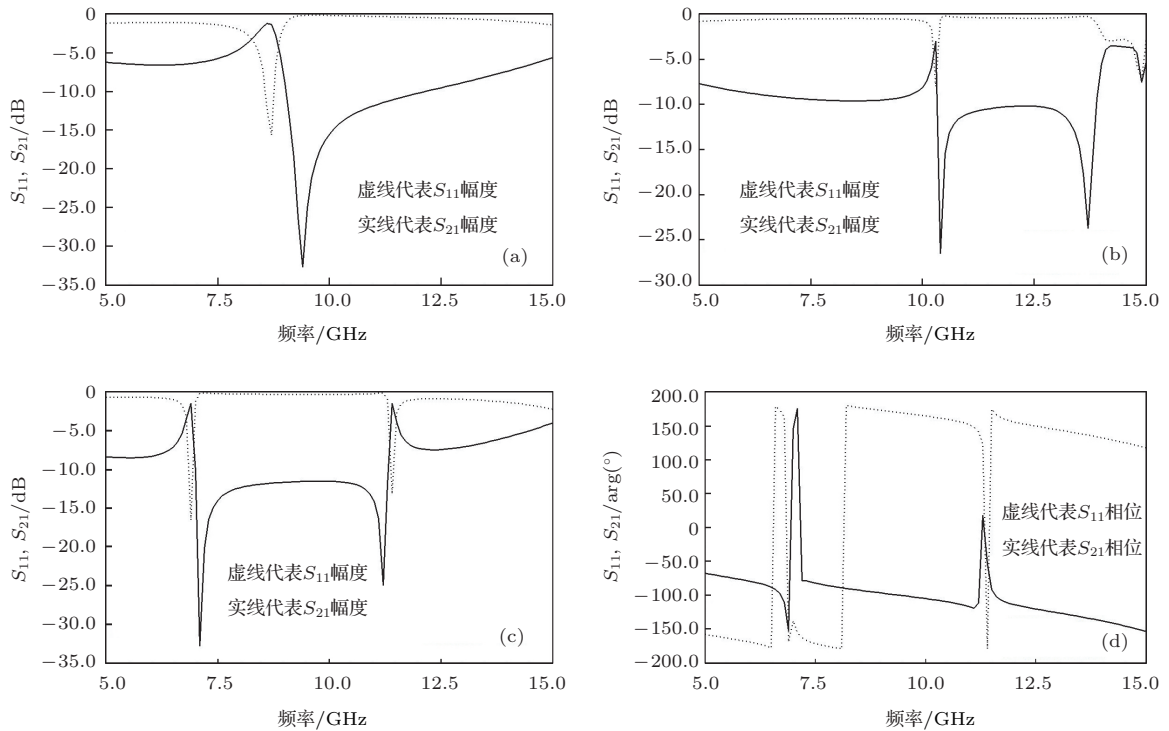 0
−5.0
−10.0
−15.0
−20.0
−25.0
−30.0
−35.0
5.0
7.5
10.0
12.5
15.0
S11, S21/dB
频率/GHz
虚线代表S11幅度
实线代表S21幅度
(a)
0
−5.0
−10.0
−15.0
−20.0
−25.0
−30.0
5.0
7.5
10.0
12.5
15.0
S11, S21/dB
频率/GHz
虚线代表S11幅度
实线代表S21幅度
(b)
0
−5.0
−10.0
−15.0
−20.0
−25.0
−30.0
−35.0
5.0
7.5
10.0
12.5
15.0
S11, S21/dB
频率/GHz
虚线代表S11幅度
实线代表S21幅度
(c)
200.0
150.0
100.0
50.0
0
−50.0
−100.0
−150.0
−200.0
5.0
7.5
10.0
12.5
15.0
S11, S21/arg(°)
频率/GHz
虚线代表S11相位
实线代表S21相位
(d)